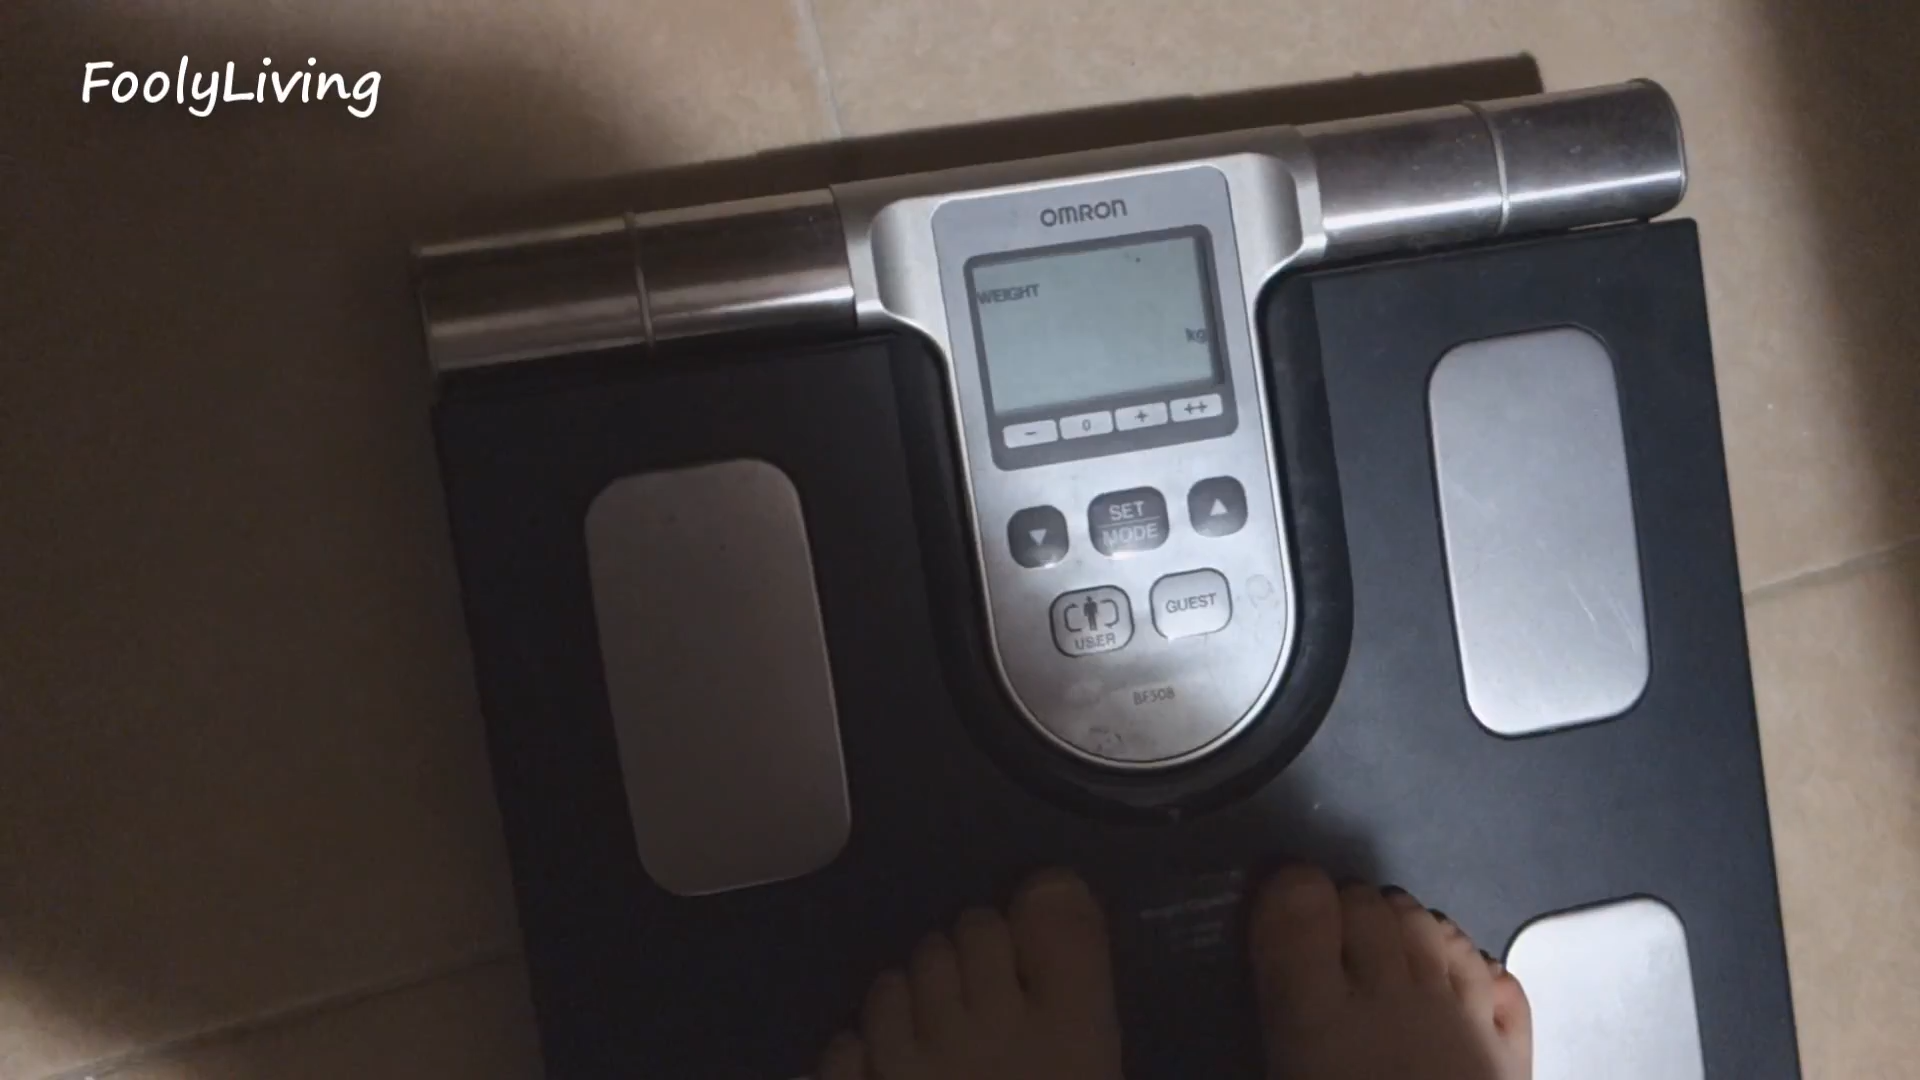 FoolyLiving
OMRON
WEIGHT
kg
− 0 + ++
▼ SET ▲
MODE
USER GUEST
BF508